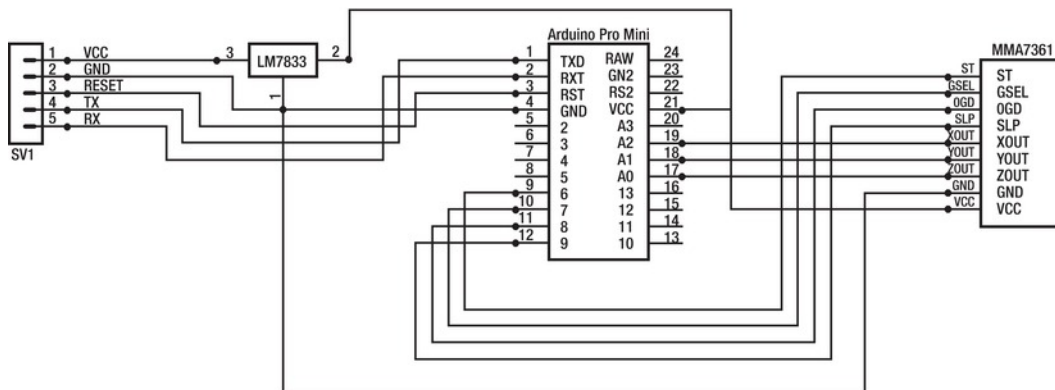 1 VCC
2 GND
3 RESET
4 TX
5 RX
SV1
3 LM7833 2
1
Arduino Pro Mini
1 TXD RAW 24
2 RXT GN2 23
3 RST RS2 22
4 GND VCC 21
5 2 A3 20
6 3 A2 19
7 4 A1 18
8 5 A0 17
9 6 13 16
10 7 12 15
11 8 11 14
12 9 10 13
MMA7361
ST ST
GSEL GSEL
OGD OGD
SLP SLP
XOUT XOUT
YOUT YOUT
ZOUT ZOUT
GND GND
VCC VCC